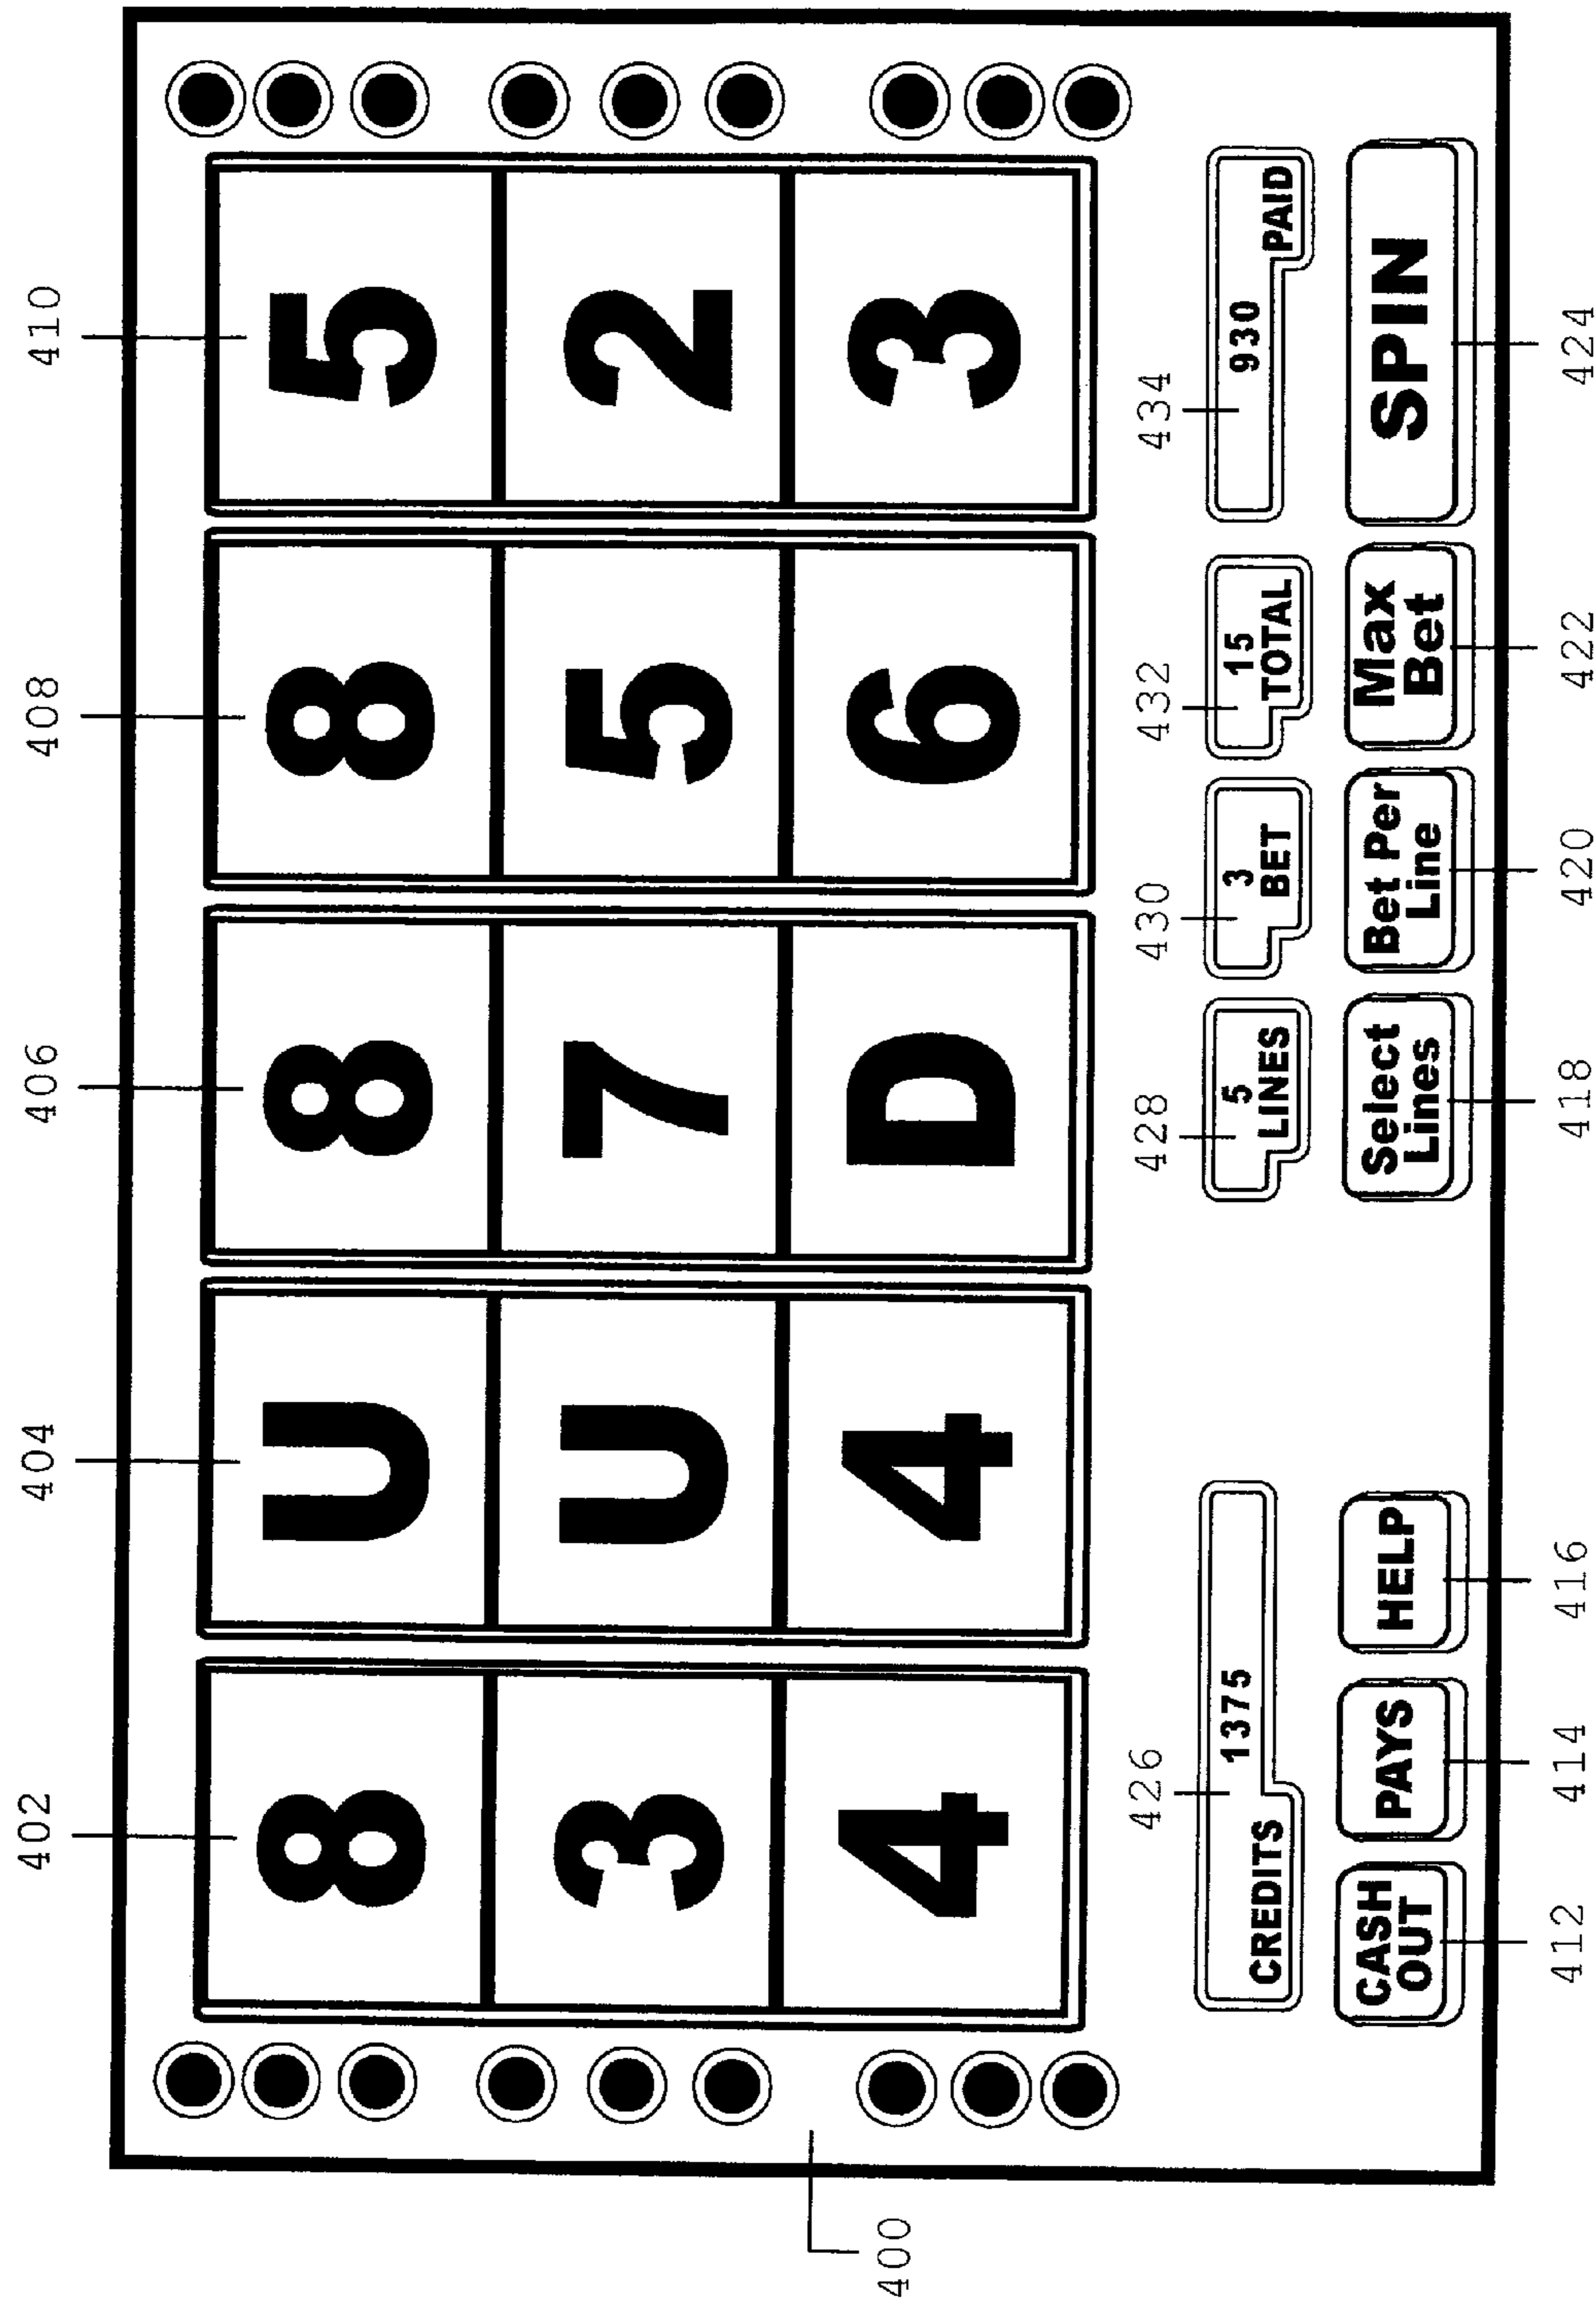 402 404 406 408 410
8 U 8 8 5
3 U 7 5 2
4 4 D 6 3
400
426 428 430 432 434
1375 5 3 15 930
CREDITS LINES BET TOTAL PAID
CASH OUT
PAYS
HELP
Select
Lines
Bet Per
Line
Max
Bet
SPIN
412 414 416 418 420 422 424